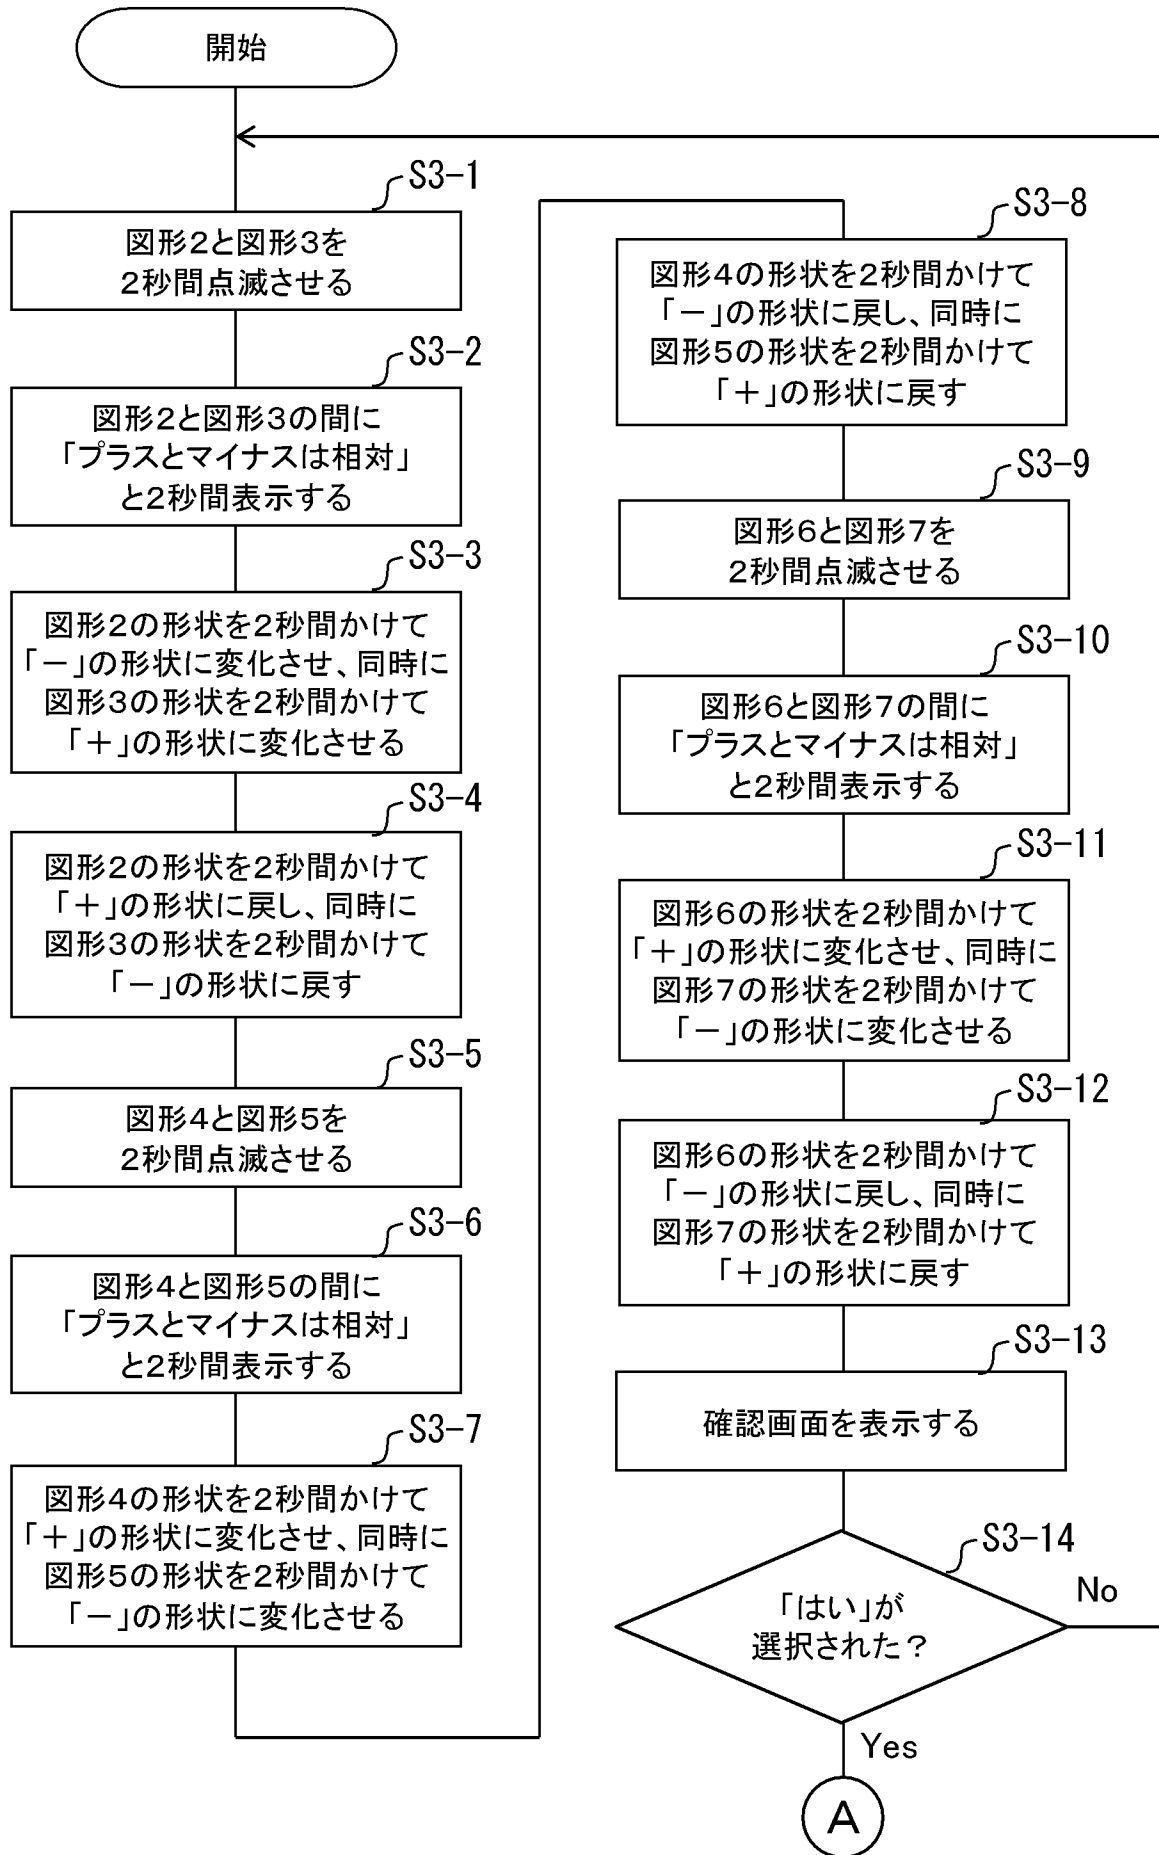 開始
S3-1
図形2と図形3を
2秒間点滅させる
S3-2
図形2と図形3の間に
「プラスとマイナスは相対」
と2秒間表示する
S3-3
図形2の形状を2秒間かけて
「－」の形状に変化させ、同時に
図形3の形状を2秒間かけて
「＋」の形状に変化させる
S3-4
図形2の形状を2秒間かけて
「＋」の形状に戻し、同時に
図形3の形状を2秒間かけて
「－」の形状に戻す
S3-5
図形4と図形5を
2秒間点滅させる
S3-6
図形4と図形5の間に
「プラスとマイナスは相対」
と2秒間表示する
S3-7
図形4の形状を2秒間かけて
「＋」の形状に変化させ、同時に
図形5の形状を2秒間かけて
「－」の形状に変化させる
S3-8
図形4の形状を2秒間かけて
「－」の形状に戻し、同時に
図形5の形状を2秒間かけて
「＋」の形状に戻す
S3-9
図形6と図形7を
2秒間点滅させる
S3-10
図形6と図形7の間に
「プラスとマイナスは相対」
と2秒間表示する
S3-11
図形6の形状を2秒間かけて
「＋」の形状に変化させ、同時に
図形7の形状を2秒間かけて
「－」の形状に変化させる
S3-12
図形6の形状を2秒間かけて
「－」の形状に戻し、同時に
図形7の形状を2秒間かけて
「＋」の形状に戻す
S3-13
確認画面を表示する
S3-14
「はい」が
選択された？
No
Yes
A